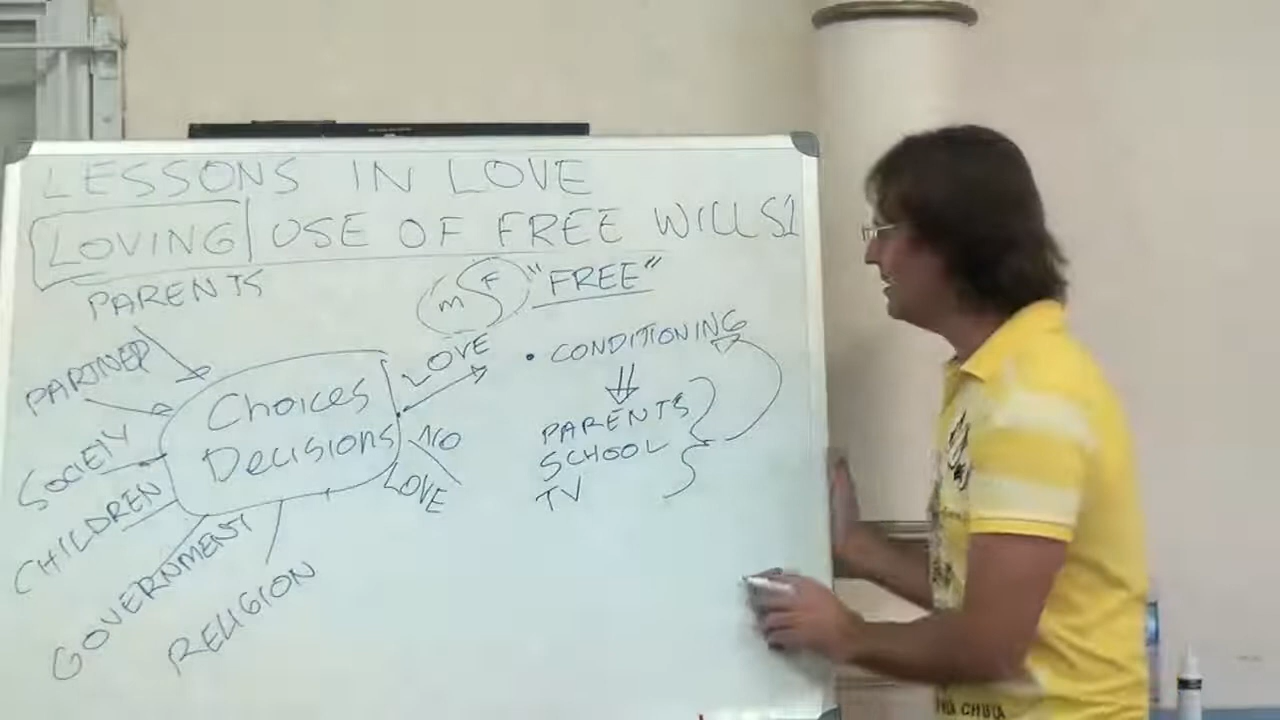 LESSONS IN LOVE
LOVING USE OF FREE WILLS1
PARENTS
M F "FREE"
PARTNER
SOCIETY
CHILDREN
GOVERNMENT
RELIGION
Choices
Decisions
LOVE
NO
LOVE
• CONDITIONING
PARENTS
SCHOOL
TV